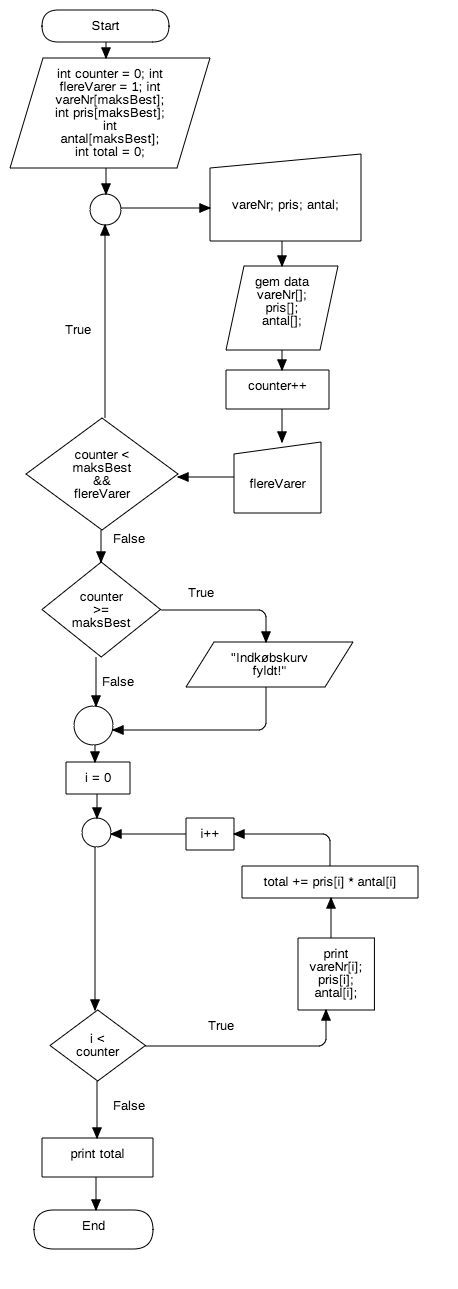 Start
int counter = 0; int
flereVarer = 1; int
vareNr[maksBest];
int pris[maksBest];
int
antal[maksBest];
int total = 0;
vareNr; pris; antal;
gem data
vareNr[];
pris[];
antal[];
counter++
flereVarer
True
counter <
maksBest
&&
flereVarer
False
counter
>=
maksBest
True
"Indkøbskurv
fyldt!"
False
i = 0
i++
total += pris[i] * antal[i]
print
vareNr[i];
pris[i];
antal[i];
True
i <
counter
False
print total
End